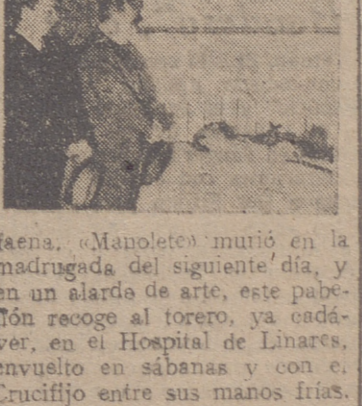 faena. «Manolete» murió en la
madrugada del siguiente día, y
en un alarde de arte, este pabe-
llón recoge al torero, ya cadá-
ver, en el Hospital de Linares,
envuelto en sábanas y con el
Crucifijo entre sus manos frías.